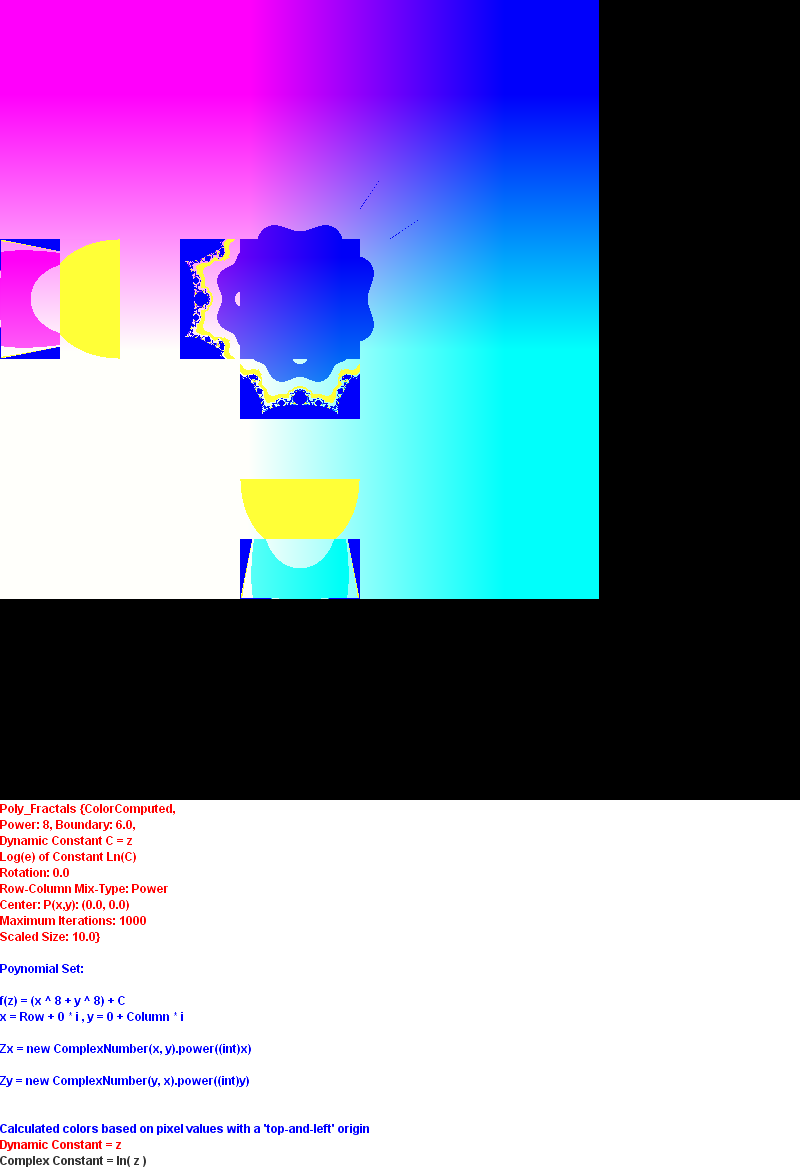 Poly_Fractals {ColorComputed,
Power: 8, Boundary: 6.0,
Dynamic Constant C = z
Log(e) of Constant Ln(C)
Rotation: 0.0
Row-Column Mix-Type: Power
Center: P(x,y): (0.0, 0.0)
Maximum Iterations: 1000
Scaled Size: 10.0}
Poynomial Set:
f(z) = (x ^ 8 + y ^ 8) + C
x = Row + 0 * i , y = 0 + Column * i
Zx = new ComplexNumber(x, y).power((int)x)
Zy = new ComplexNumber(y, x).power((int)y)
Calculated colors based on pixel values with a 'top-and-left' origin
Dynamic Constant = z
Complex Constant = ln( z )